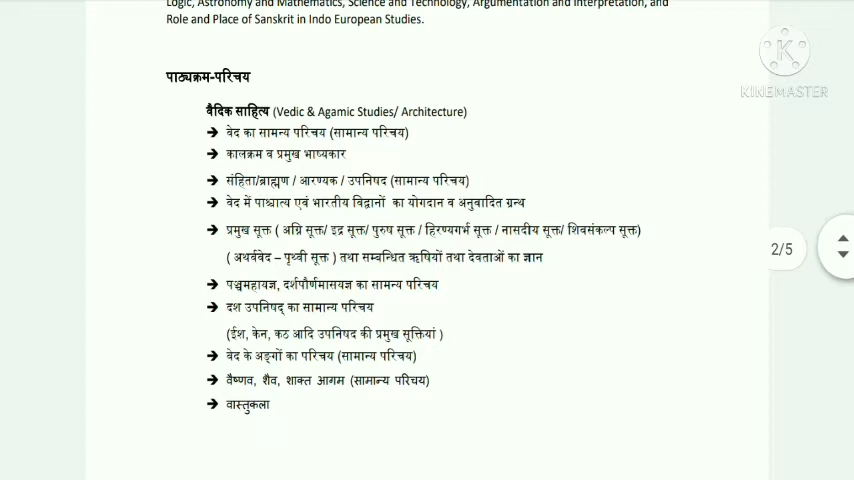 Logic, Astronomy and Mathematics, Science and Technology, Argumentation and Interpretation, and
Role and Place of Sanskrit in Indo European Studies.
पाठ्यक्रम-परिचय
वैदिक साहित्य (Vedic & Agamic Studies/ Architecture)
→ वेद का सामन्य परिचय (सामान्य परिचय)
→ कालक्रम व प्रमुख भाष्यकार
→ संहिता/ब्राह्मण / आरण्यक / उपनिषद (सामान्य परिचय)
→ वेद में पाश्चात्य एवं भारतीय विद्वानों का योगदान व अनुवादित ग्रन्थ
→ प्रमुख सूक्त ( अग्नि सूक्त/ इद्र सूक्त/ पुरुष सूक्त / हिरण्यगर्भ सूक्त / नासदीय सूक्त/ शिवसंकल्प सूक्त)
( अथर्ववेद – पृथ्वी सूक्त ) तथा सम्बन्धित ऋषियों तथा देवताओं का ज्ञान
→ पञ्चमहायज्ञ, दर्शपौर्णमासयज्ञ का सामन्य परिचय
→ दश उपनिषद् का सामान्य परिचय
(ईश, केन, कठ आदि उपनिषद की प्रमुख सूक्तियां )
→ वेद के अङ्गों का परिचय (सामान्य परिचय)
→ वैष्णव, शैव, शाक्त आगम (सामान्य परिचय)
→ वास्तुकला
K
KINEMASTER
2/5